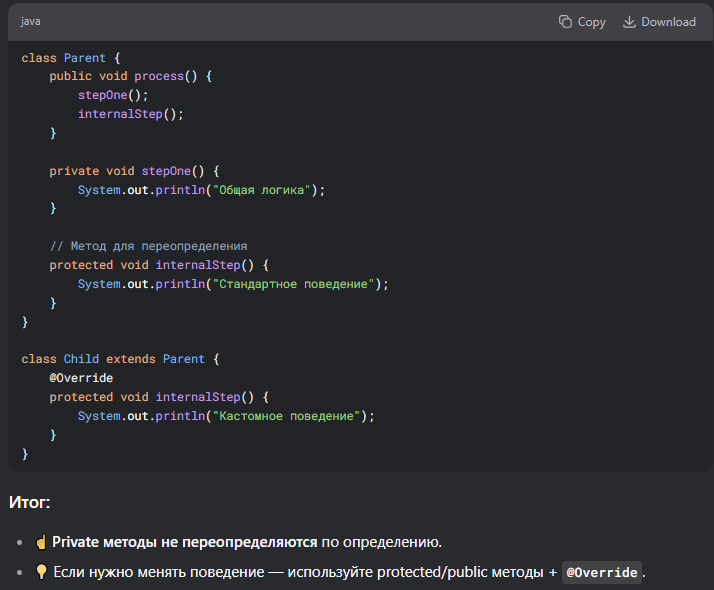 java
Copy
Download
class Parent {
    public void process() {
        stepOne();
        internalStep();
    }

    private void stepOne() {
        System.out.println("Общая логика");
    }

    // Метод для переопределения
    protected void internalStep() {
        System.out.println("Стандартное поведение");
    }
}

class Child extends Parent {
    @Override
    protected void internalStep() {
        System.out.println("Кастомное поведение");
    }
}
Итог:
• ☝️ Private методы не переопределяются по определению.
• 💡 Если нужно менять поведение — используйте protected/public методы + @Override.